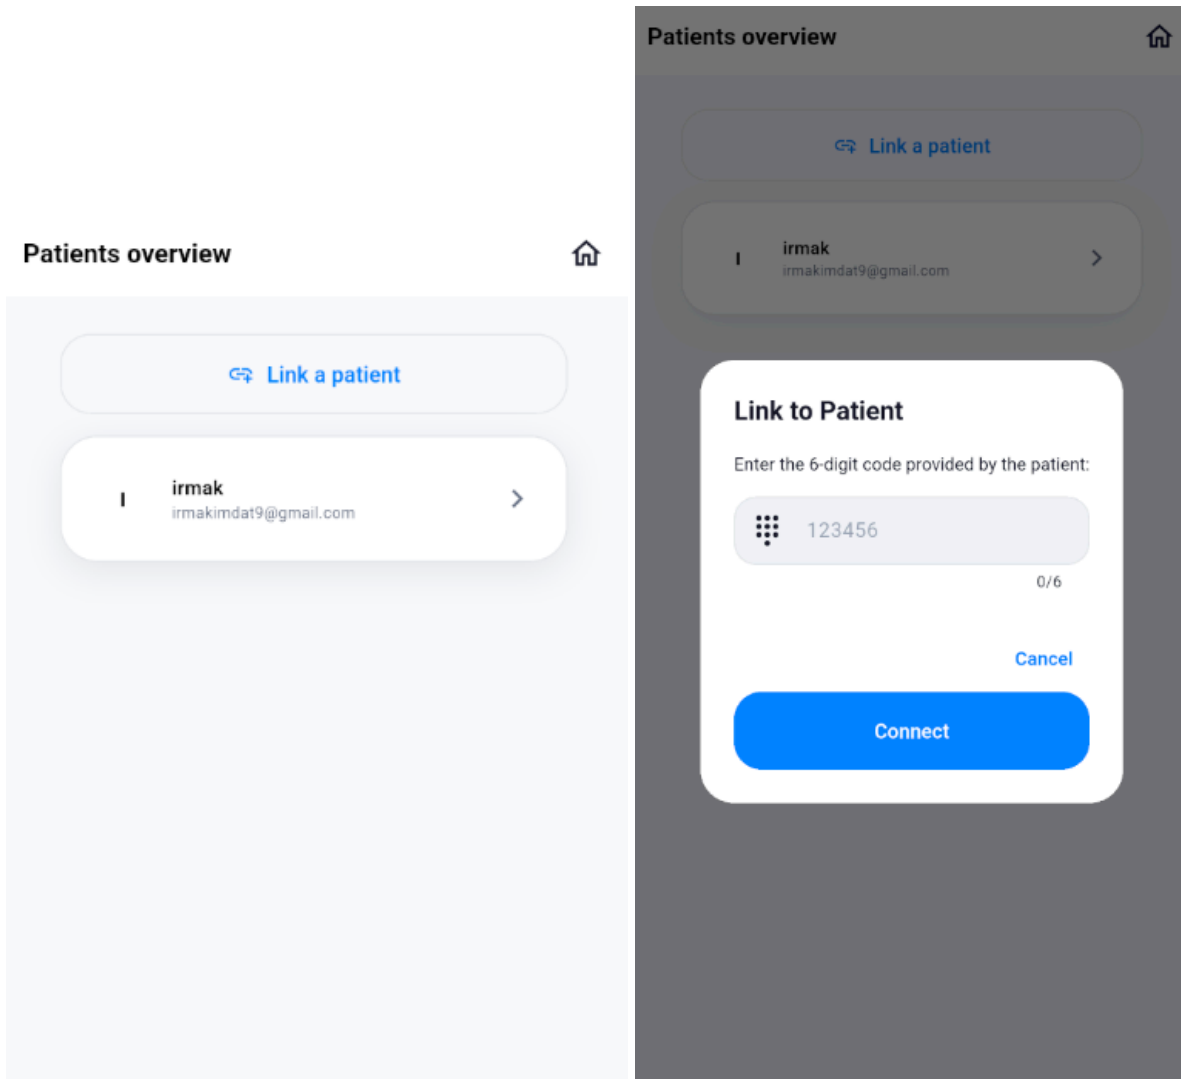 Patients overview
Link a patient
I
irmak
irmakimdat9@gmail.com
Patients overview
Link a patient
I
irmak
irmakimdat9@gmail.com
Link to Patient
Enter the 6-digit code provided by the patient:
123456
0/6
Cancel
Connect